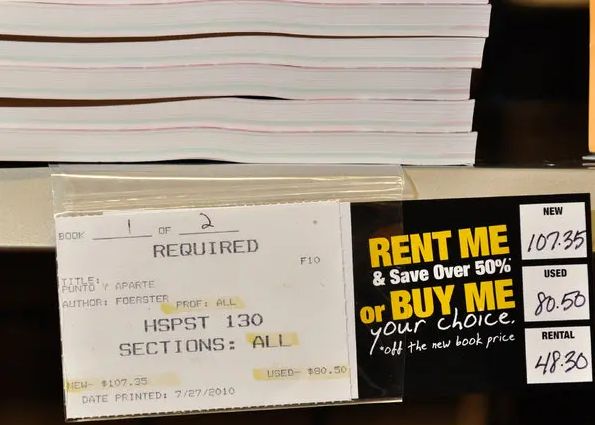 BOOK 1 OF 2
REQUIRED
F10
TITLE:
PUNTO Y APARTE
AUTHOR: FOERSTER PROF: ALL
HSPST 130
SECTIONS: ALL
NEW- $107.35 USED- $80.50
DATE PRINTED: 7/27/2010
RENT ME
& Save Over 50%*
or BUY ME
your choice.
*off the new book price
NEW
107.35
USED
80.50
RENTAL
48.30